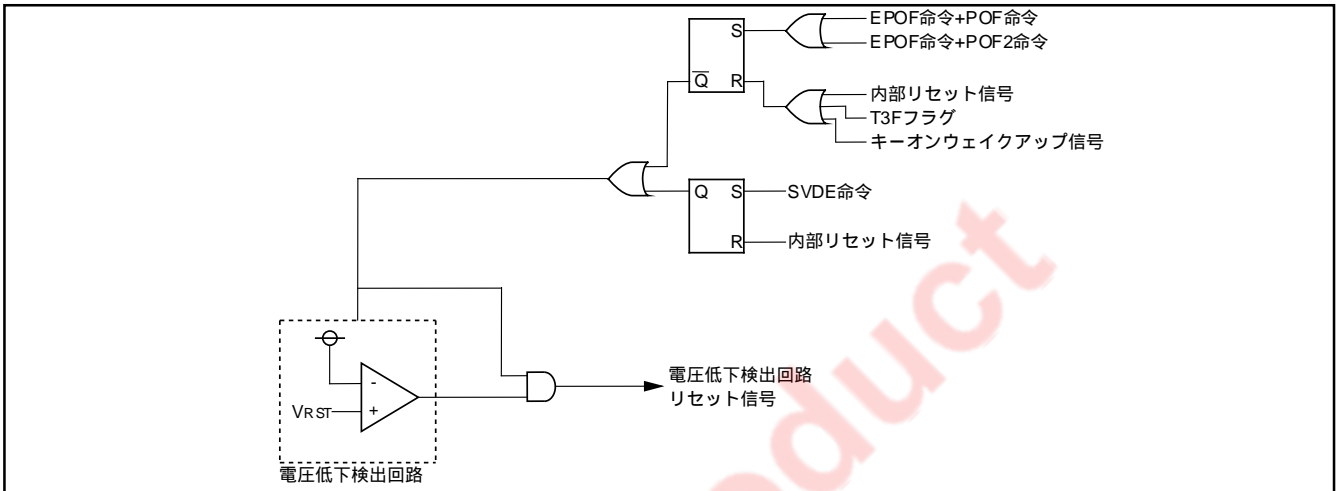 S
EPOF命令+POF命令
EPOF命令+POF2命令
Q R
内部リセット信号
T3Fフラグ
キーオンウェイクアップ信号
Q S
SVDE命令
R
内部リセット信号
-
VRST
+
電圧低下検出回路
リセット信号
電圧低下検出回路
oduct